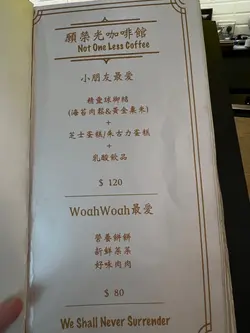 願榮光咖啡館
Not One Less Coffee
小朋友最愛
精靈球腳結
(海苔肉鬆&黃金粟米)
+
芝士蛋糕/朱古力蛋糕
+
乳酸飲品
$ 120
WoahWoah最愛
營養餅餅
新鮮菜菜
好味肉肉
$ 80
We Shall Never Surrender